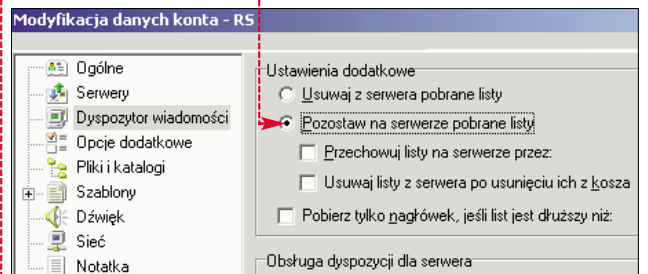 Modyfikacja danych konta - RS
Ogólne
Serwery
Dyspozytor wiadomości
Opcje dodatkowe
Pliki i katalogi
Szablony
Dźwięk
Sieć
Notatka
Ustawienia dodatkowe
Usuwaj z serwera pobrane listy
Pozostaw na serwerze pobrane listy
Przechowuj listy na serwerze przez:
Usuwaj listy z serwera po usunięciu ich z kosza
Pobierz tylko nagłówek, jeśli list jest dłuższy niż:
Obsługa dyspozycji dla serwera